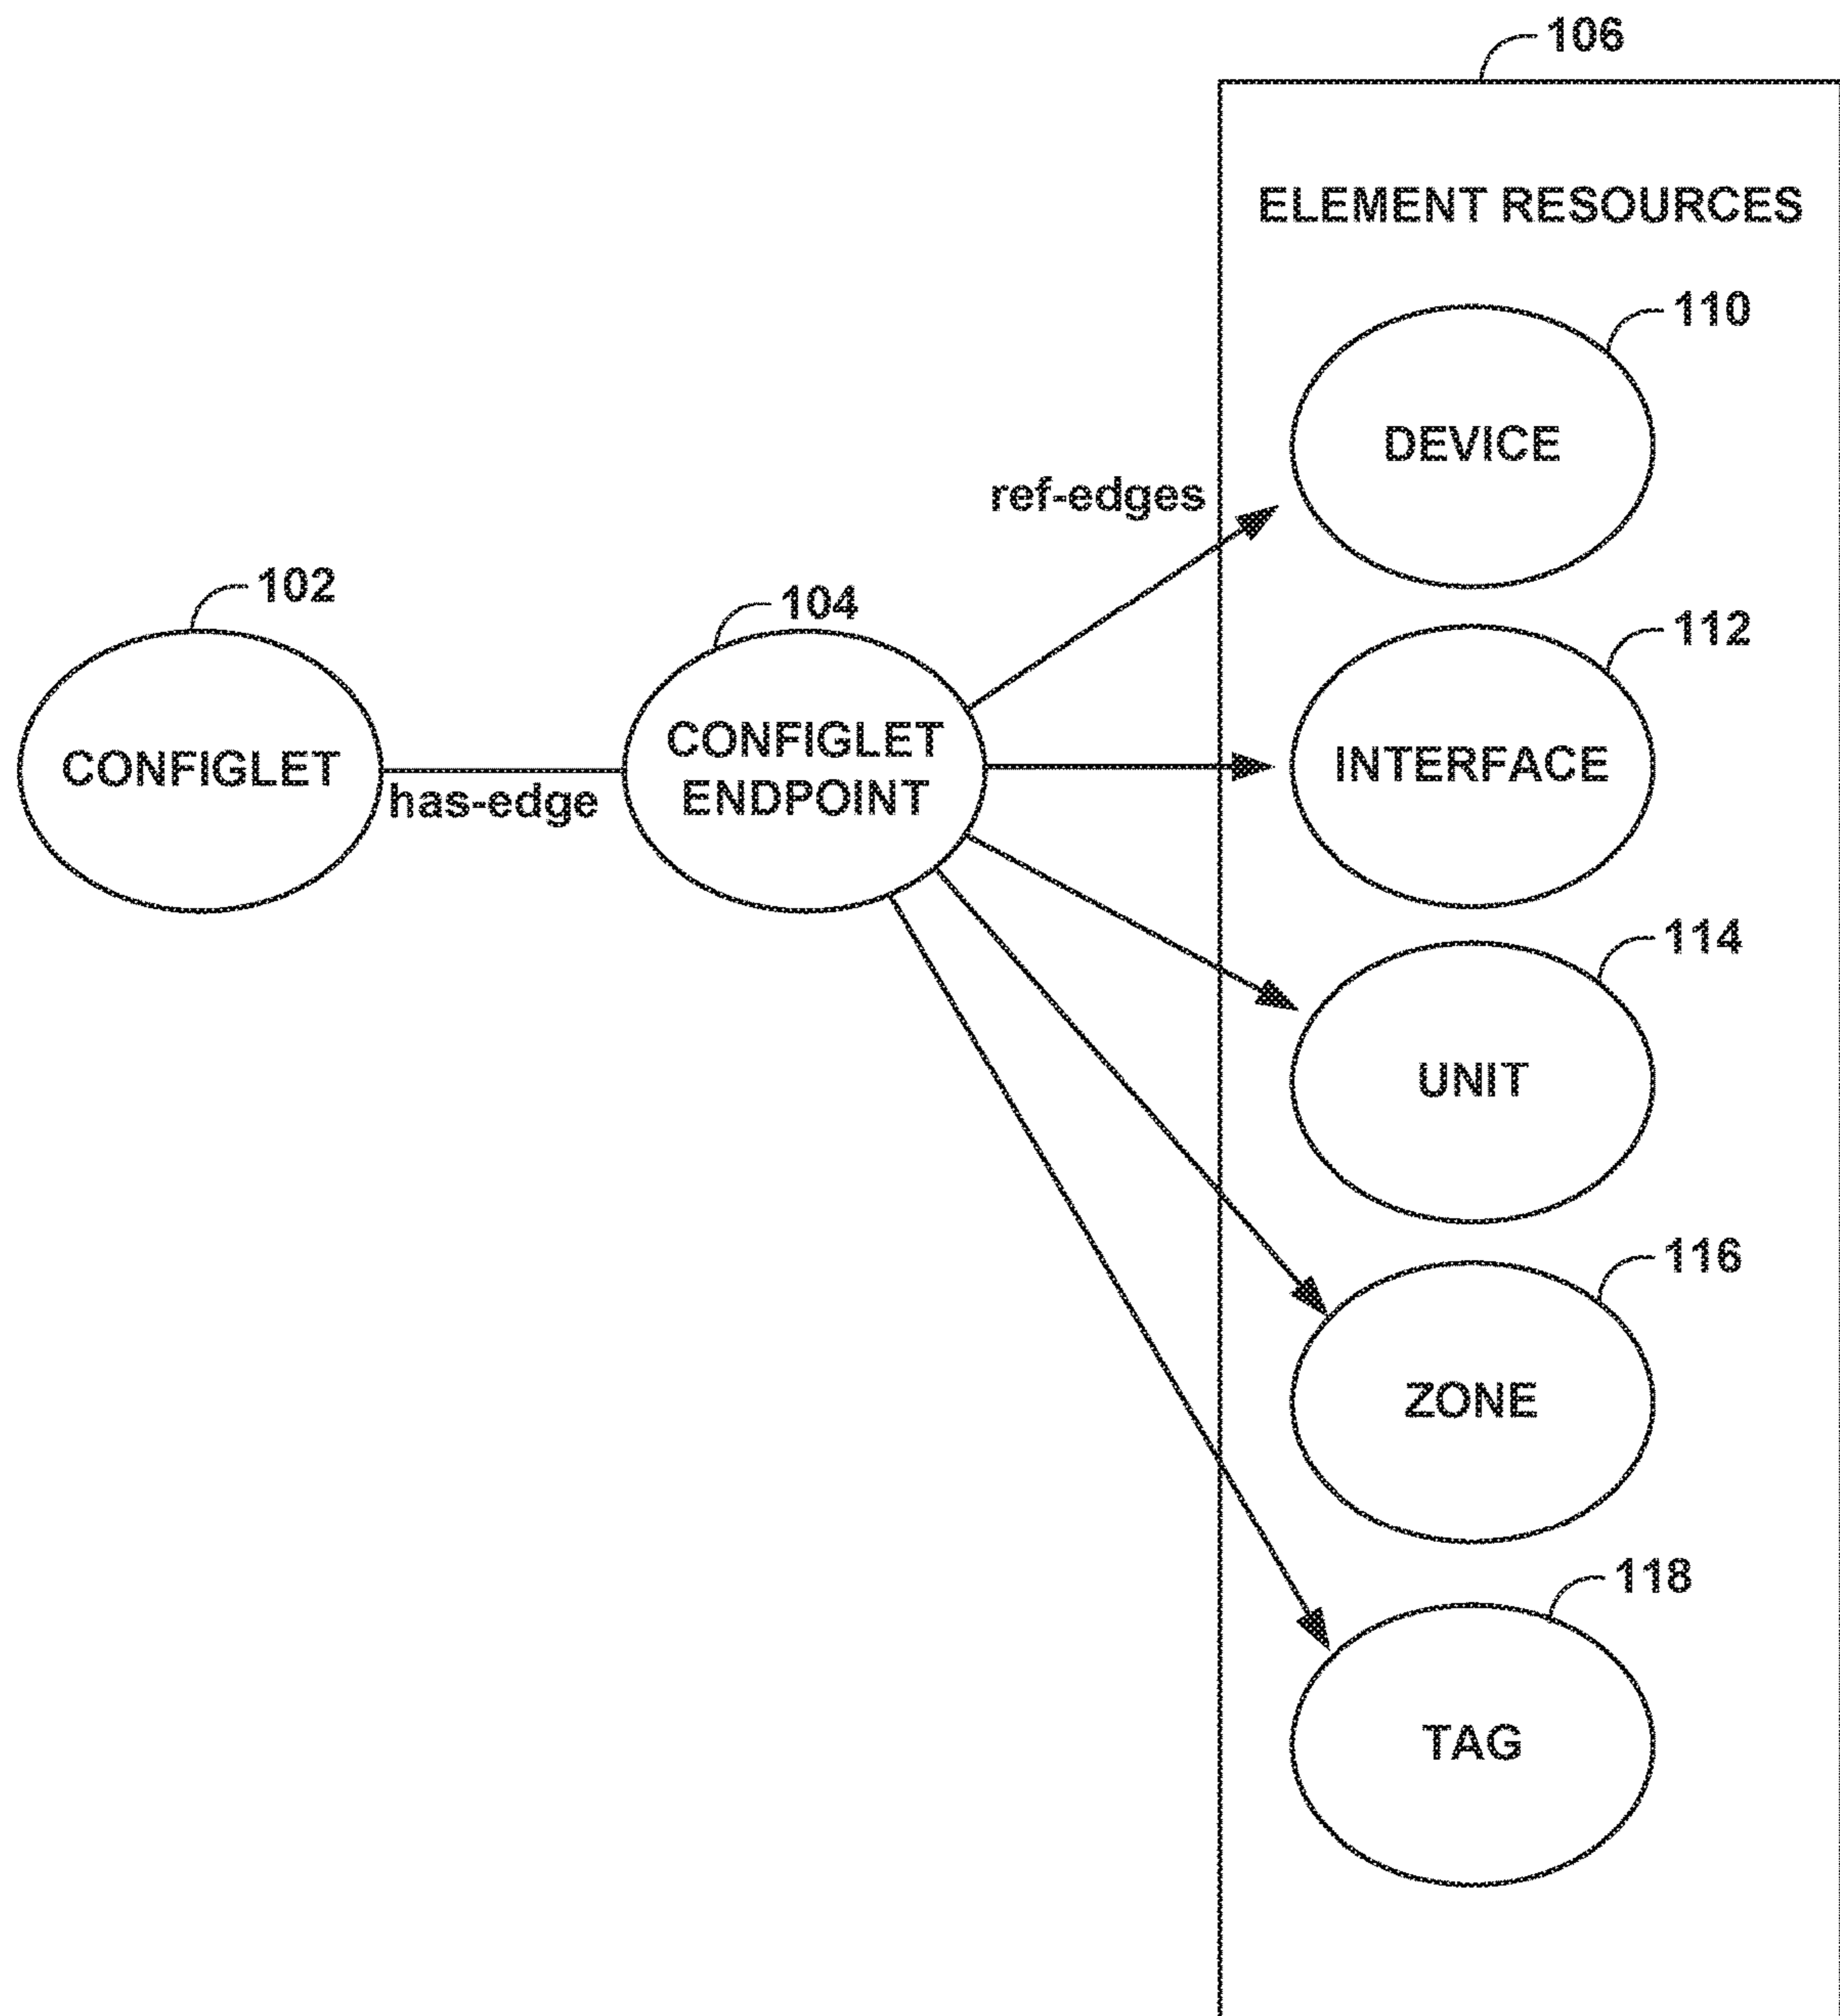 106
ELEMENT RESOURCES
110
DEVICE
ref-edges
102
104
112
CONFIGLET
has-edge
CONFIGLET
ENDPOINT
INTERFACE
114
UNIT
116
ZONE
118
TAG